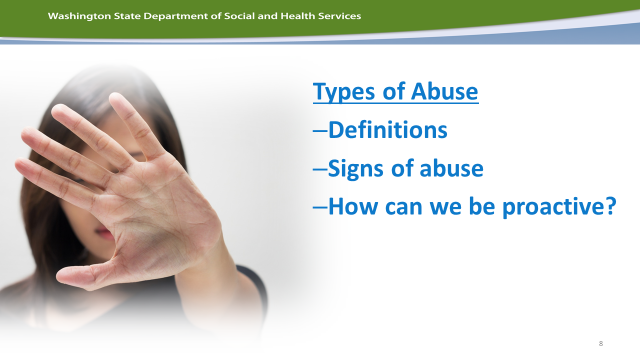 Washington State Department of Social and Health Services
Types of Abuse
–Definitions
–Signs of abuse
–How can we be proactive?
8